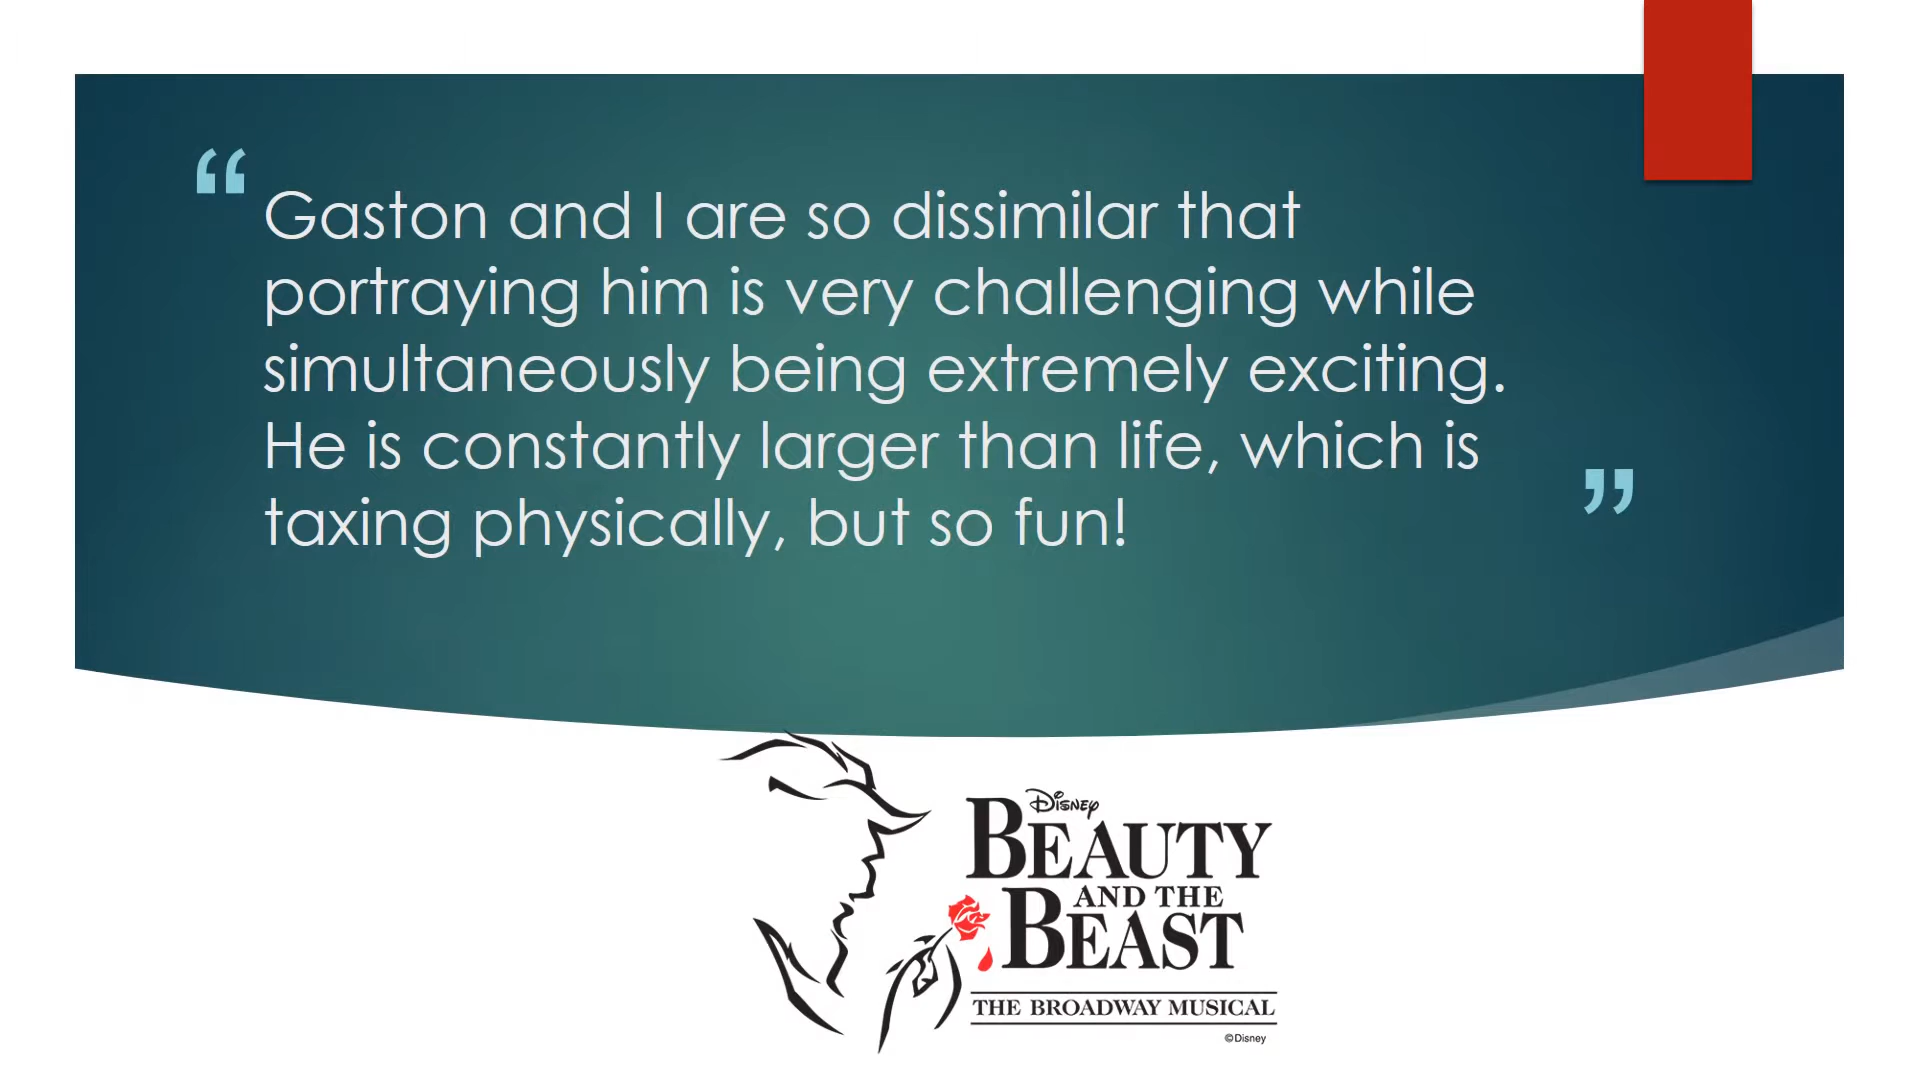 “Gaston and I are so dissimilar that
portraying him is very challenging while
simultaneously being extremely exciting.
He is constantly larger than life, which is
taxing physically, but so fun!”
Disney
BEAUTY
AND THE
BEAST
THE BROADWAY MUSICAL
©Disney